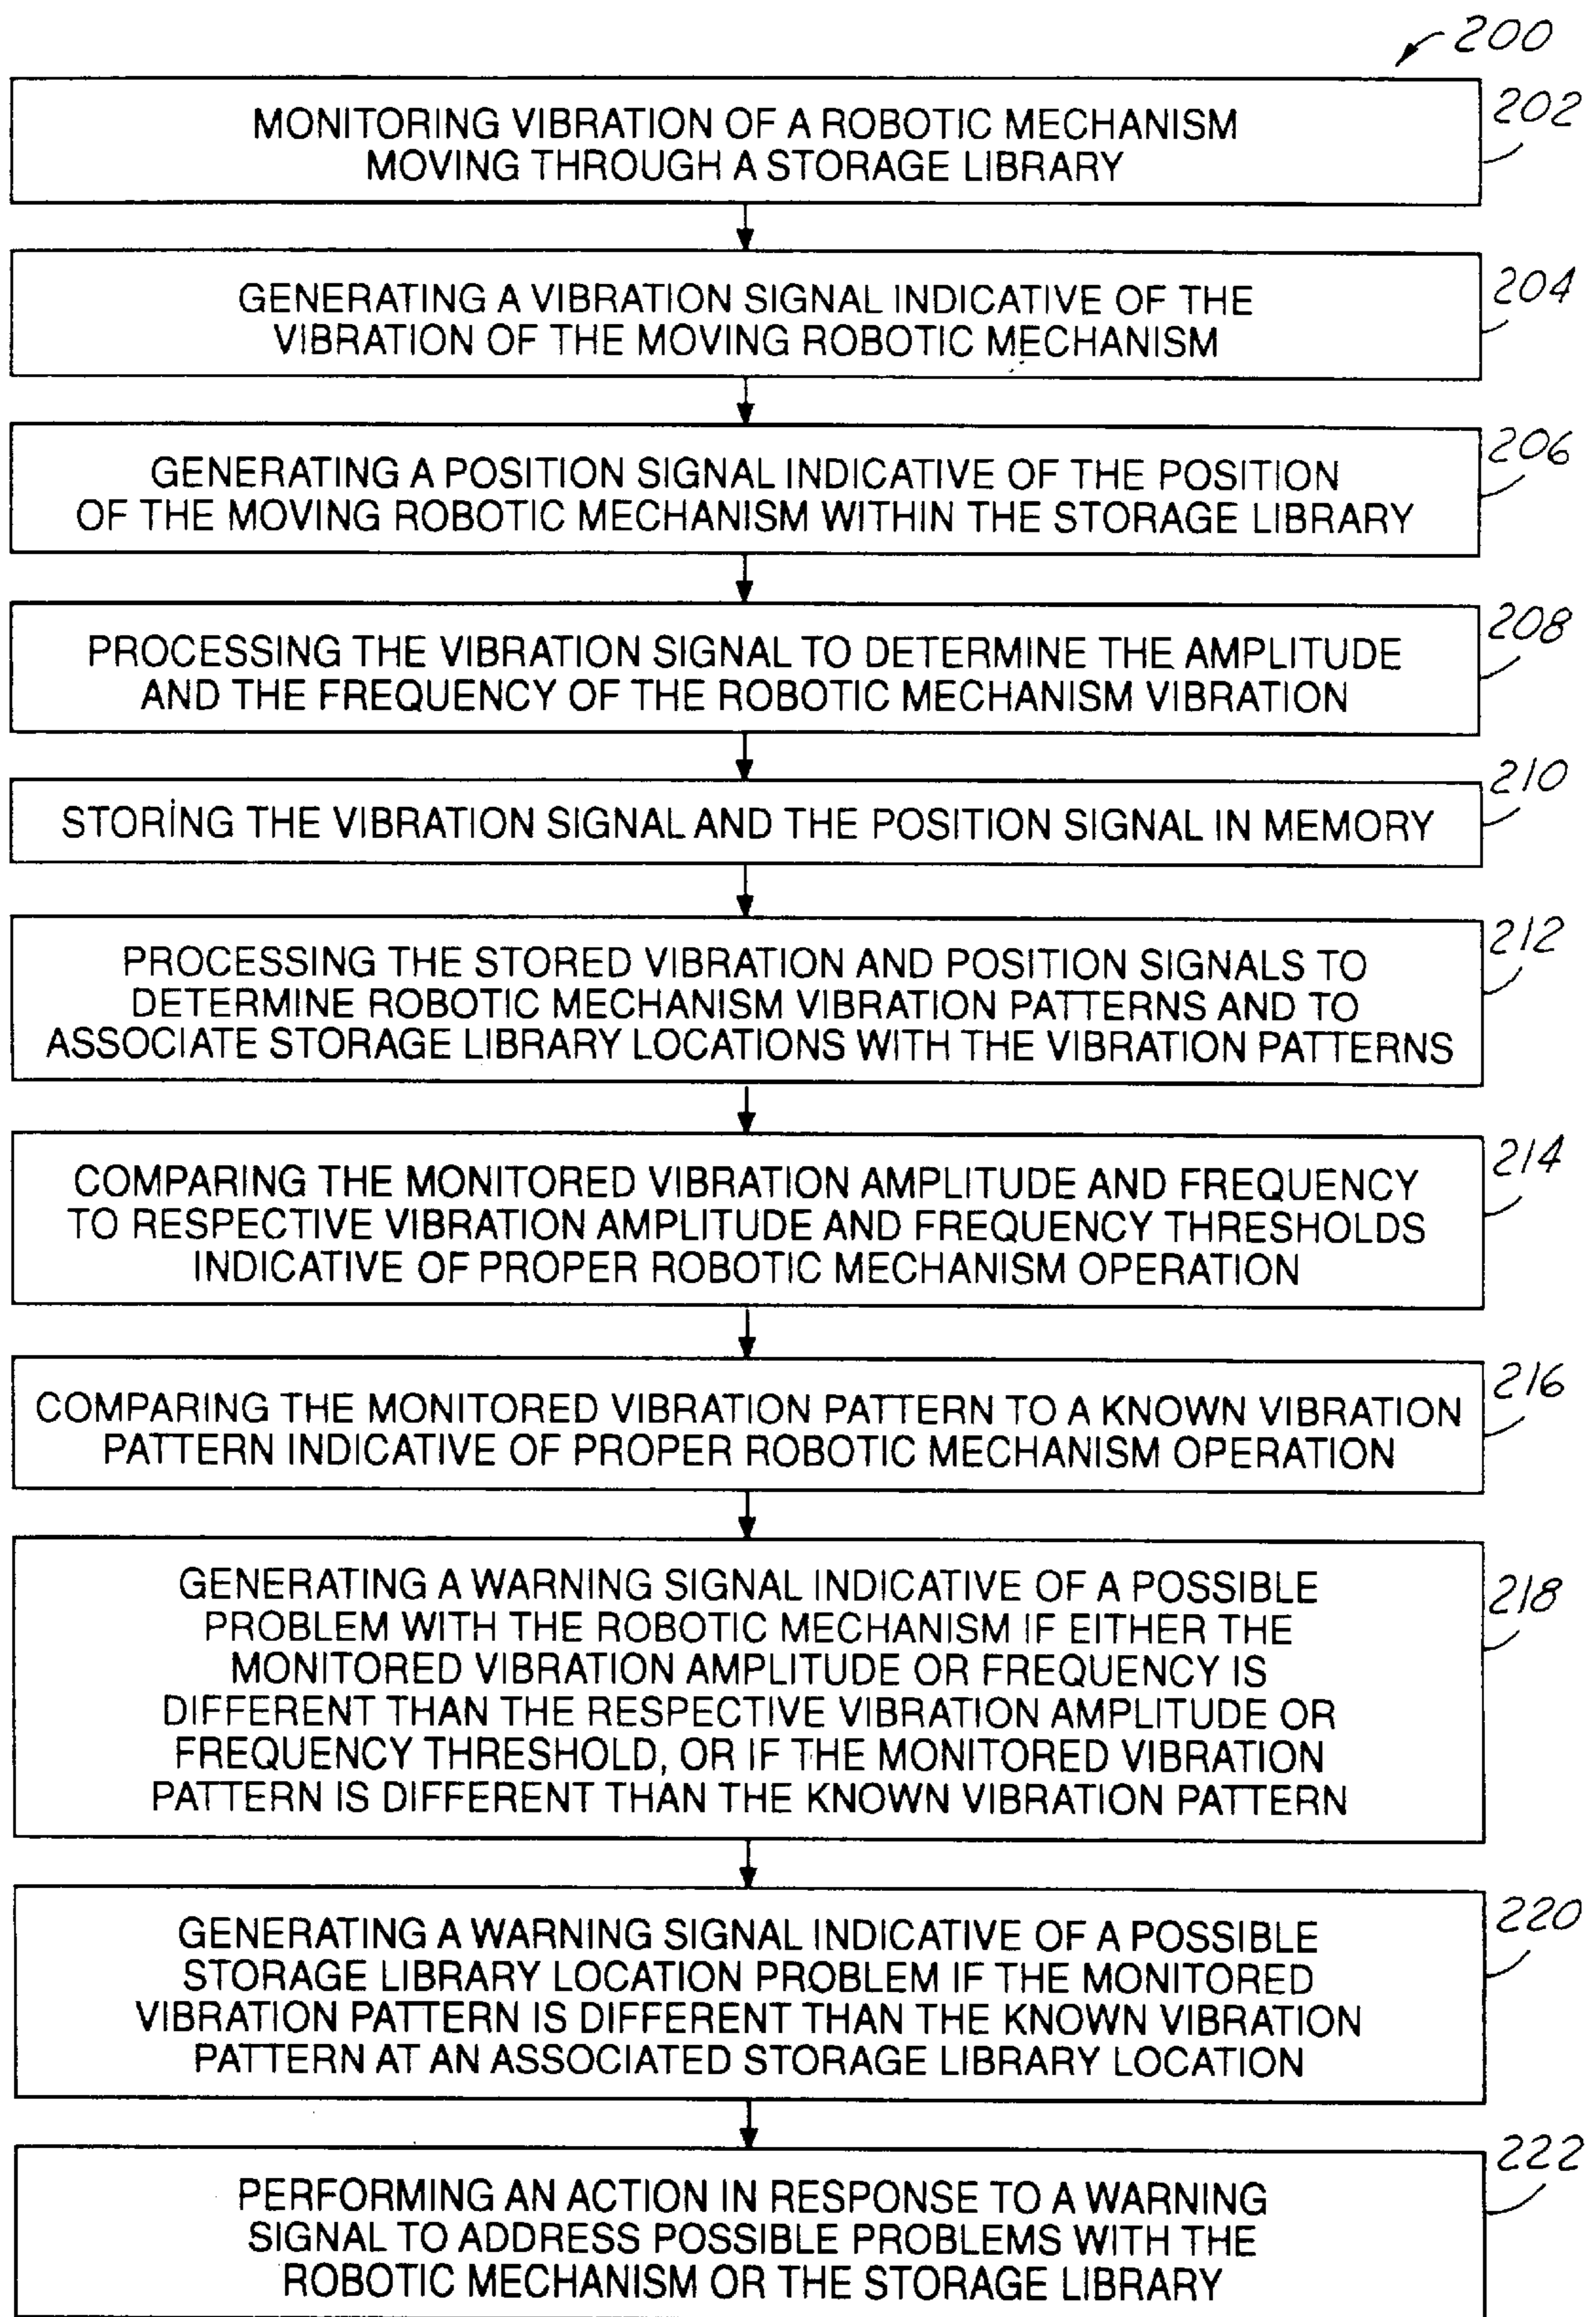 200
202
MONITORING VIBRATION OF A ROBOTIC MECHANISM
MOVING THROUGH A STORAGE LIBRARY
204
GENERATING A VIBRATION SIGNAL INDICATIVE OF THE
VIBRATION OF THE MOVING ROBOTIC MECHANISM
206
GENERATING A POSITION SIGNAL INDICATIVE OF THE POSITION
OF THE MOVING ROBOTIC MECHANISM WITHIN THE STORAGE LIBRARY
208
PROCESSING THE VIBRATION SIGNAL TO DETERMINE THE AMPLITUDE
AND THE FREQUENCY OF THE ROBOTIC MECHANISM VIBRATION
210
STORING THE VIBRATION SIGNAL AND THE POSITION SIGNAL IN MEMORY
212
PROCESSING THE STORED VIBRATION AND POSITION SIGNALS TO
DETERMINE ROBOTIC MECHANISM VIBRATION PATTERNS AND TO
ASSOCIATE STORAGE LIBRARY LOCATIONS WITH THE VIBRATION PATTERNS
214
COMPARING THE MONITORED VIBRATION AMPLITUDE AND FREQUENCY
TO RESPECTIVE VIBRATION AMPLITUDE AND FREQUENCY THRESHOLDS
INDICATIVE OF PROPER ROBOTIC MECHANISM OPERATION
216
COMPARING THE MONITORED VIBRATION PATTERN TO A KNOWN VIBRATION
PATTERN INDICATIVE OF PROPER ROBOTIC MECHANISM OPERATION
218
GENERATING A WARNING SIGNAL INDICATIVE OF A POSSIBLE
PROBLEM WITH THE ROBOTIC MECHANISM IF EITHER THE
MONITORED VIBRATION AMPLITUDE OR FREQUENCY IS
DIFFERENT THAN THE RESPECTIVE VIBRATION AMPLITUDE OR
FREQUENCY THRESHOLD, OR IF THE MONITORED VIBRATION
PATTERN IS DIFFERENT THAN THE KNOWN VIBRATION PATTERN
220
GENERATING A WARNING SIGNAL INDICATIVE OF A POSSIBLE
STORAGE LIBRARY LOCATION PROBLEM IF THE MONITORED
VIBRATION PATTERN IS DIFFERENT THAN THE KNOWN VIBRATION
PATTERN AT AN ASSOCIATED STORAGE LIBRARY LOCATION
222
PERFORMING AN ACTION IN RESPONSE TO A WARNING
SIGNAL TO ADDRESS POSSIBLE PROBLEMS WITH THE
ROBOTIC MECHANISM OR THE STORAGE LIBRARY